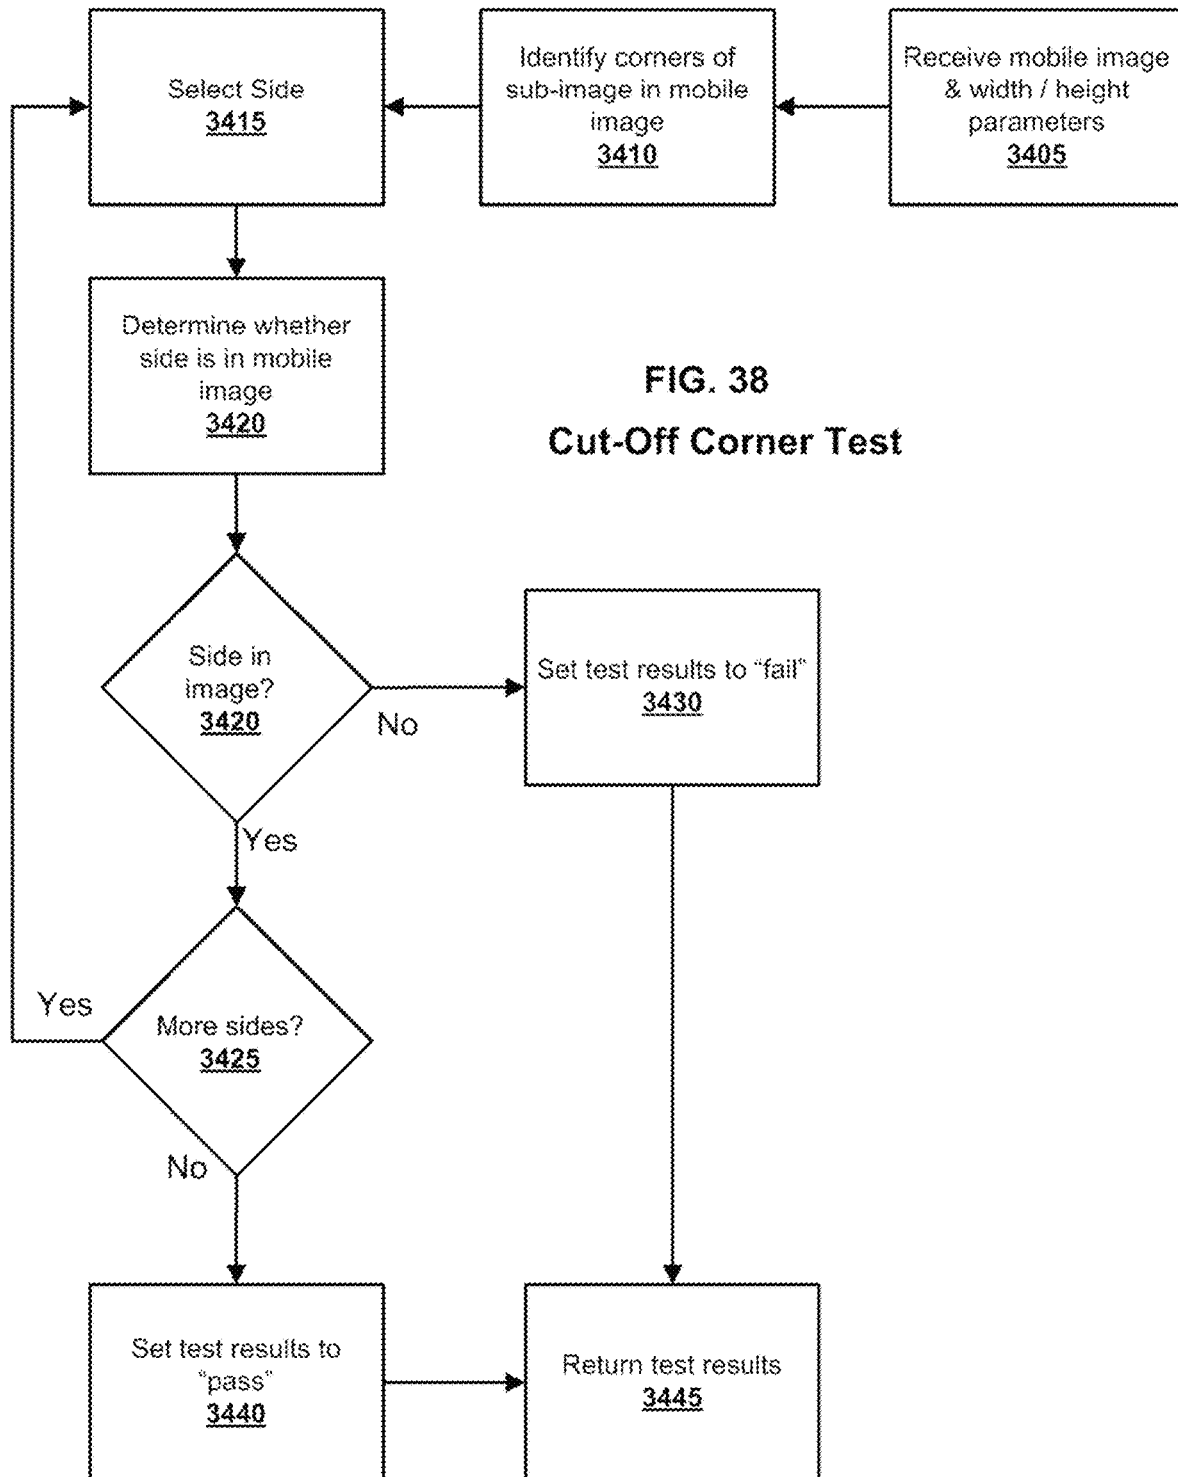 Select Side
3415
Identify corners of
sub-image in mobile
image
3410
Receive mobile image
& width / height
parameters
3405
Determine whether
side is in mobile
image
3420
FIG. 38
Cut-Off Corner Test
Side in
image?
3420
No
Set test results to “fail”
3430
Yes
Yes
More sides?
3425
No
Set test results to
“pass”
3440
Return test results
3445